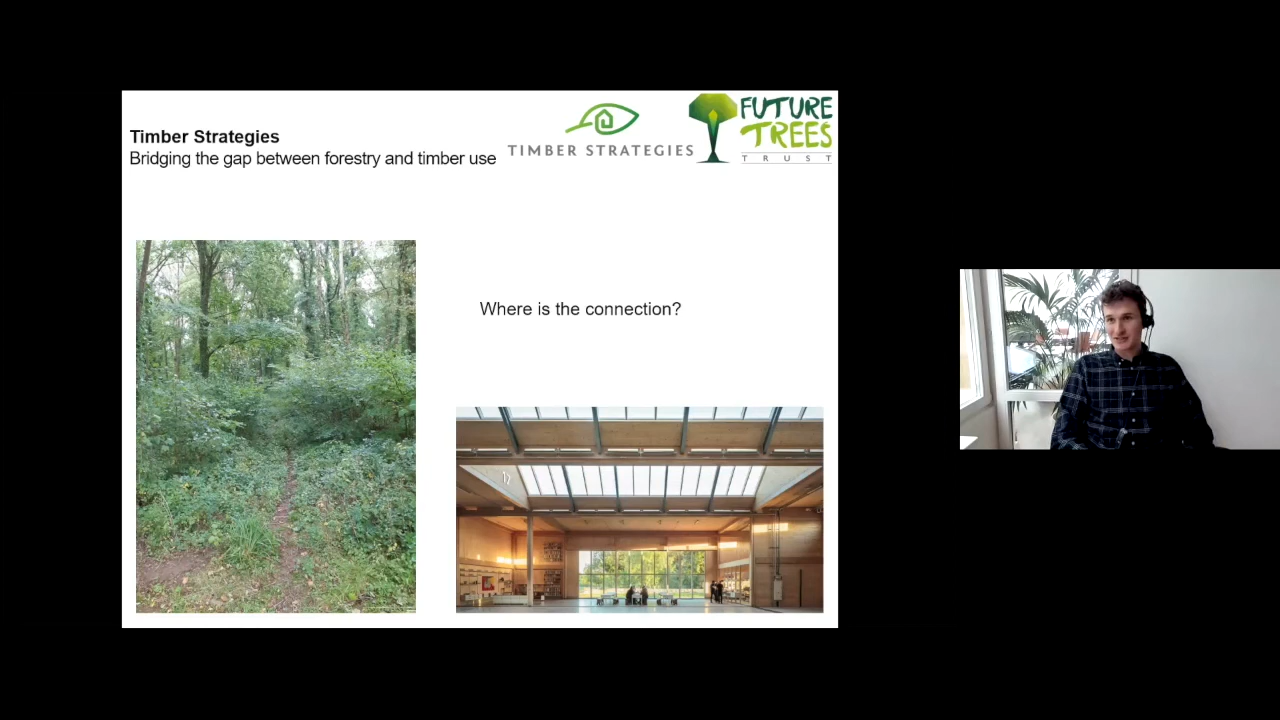 Timber Strategies
Bridging the gap between forestry and timber use
TIMBER STRATEGIES
FUTURE
TREES
TRUST
Where is the connection?